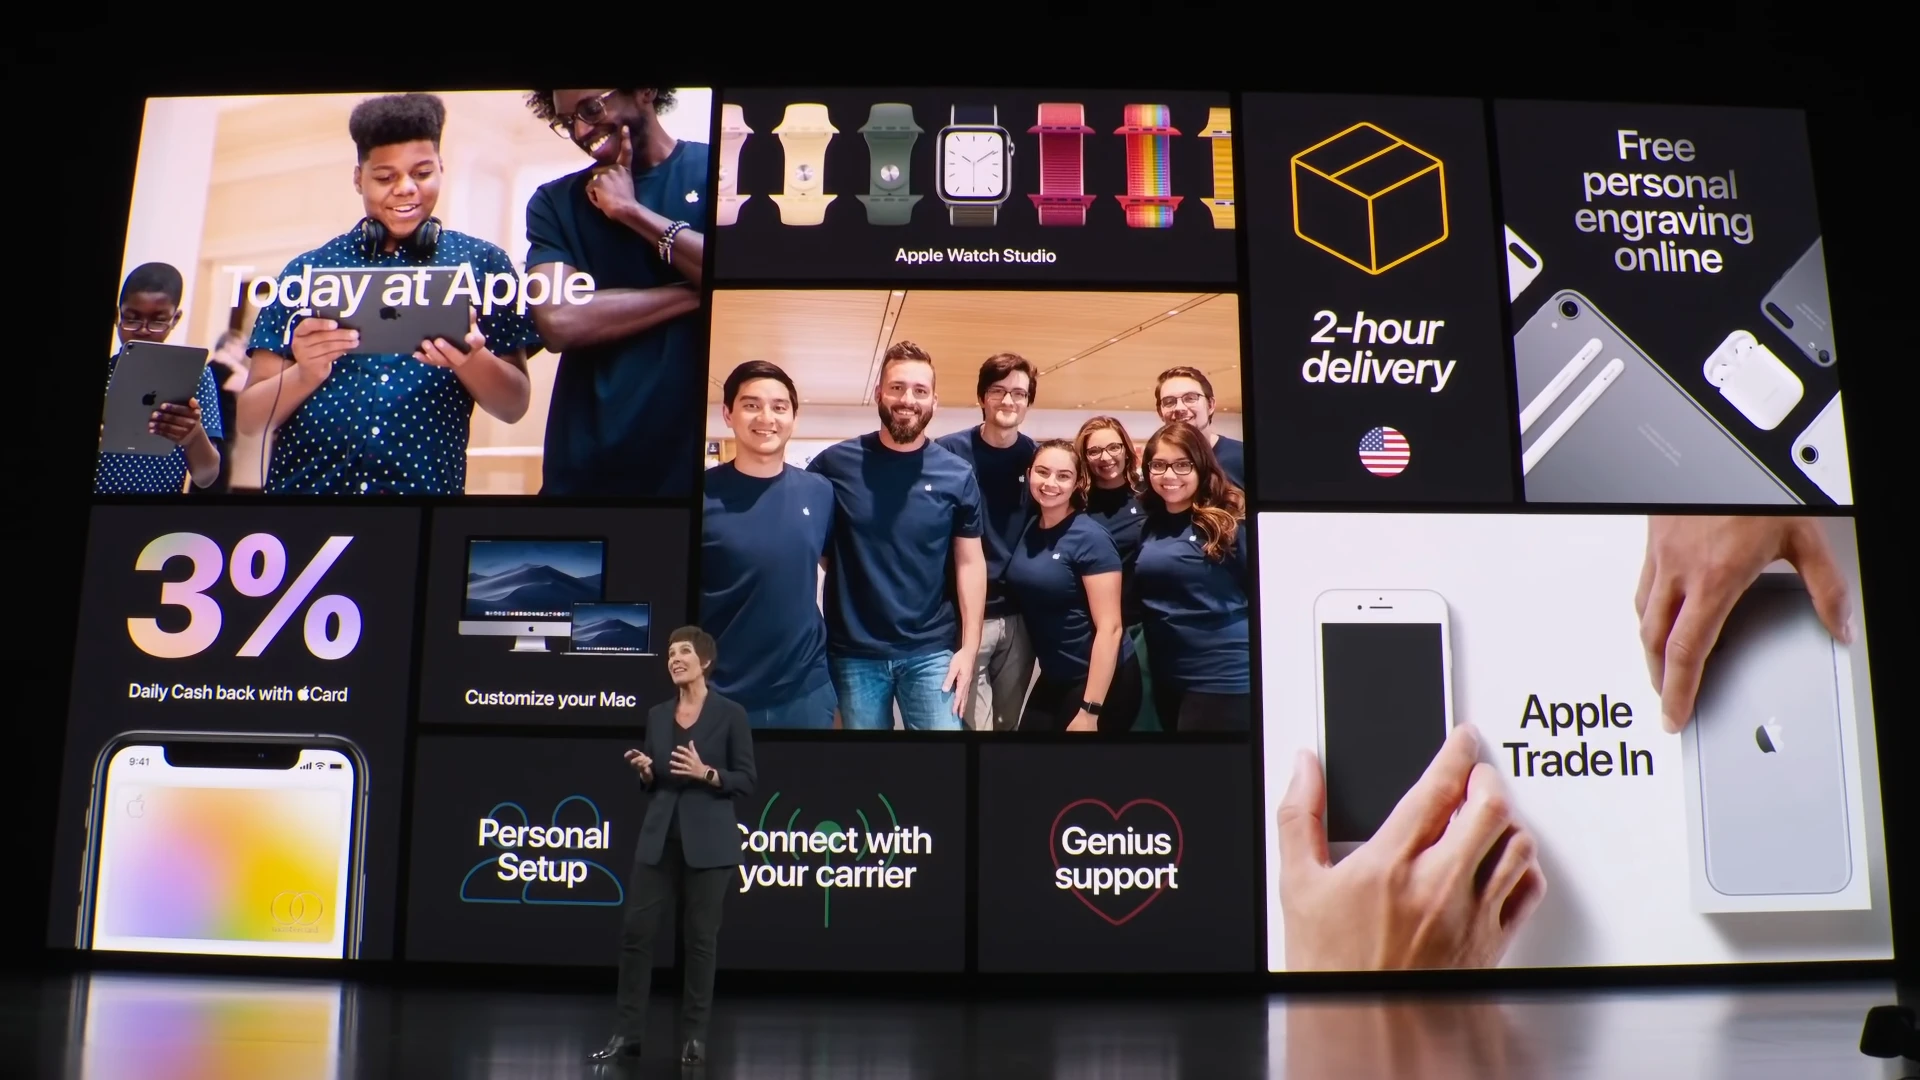 Today at Apple
Apple Watch Studio
2-hour
delivery
Free
personal
engraving
online
3%
Daily Cash back with Card
9:41
Customize your Mac
Personal
Setup
Connect with
your carrier
Genius
support
Apple
Trade In